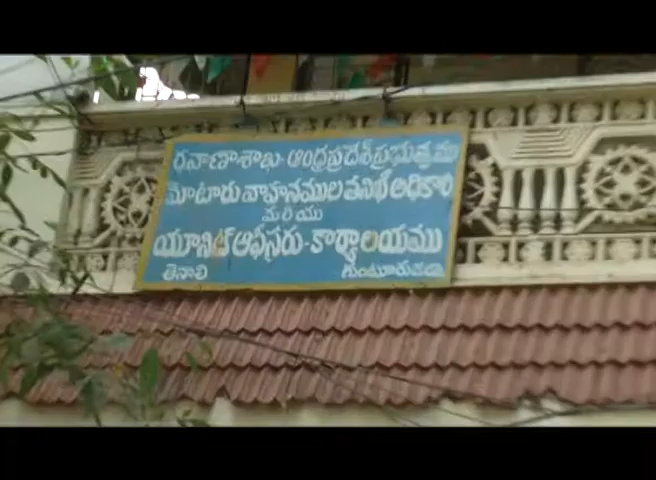 రవాణాశాఖ - ఆంధ్రప్రదేశ్ ప్రభుత్వము
మోటారు వాహనముల తనిఖీ అధికారి
మరియు
యూనిట్ ఆఫీసరు - కార్యాలయము
తెనాలి గుంటూరు